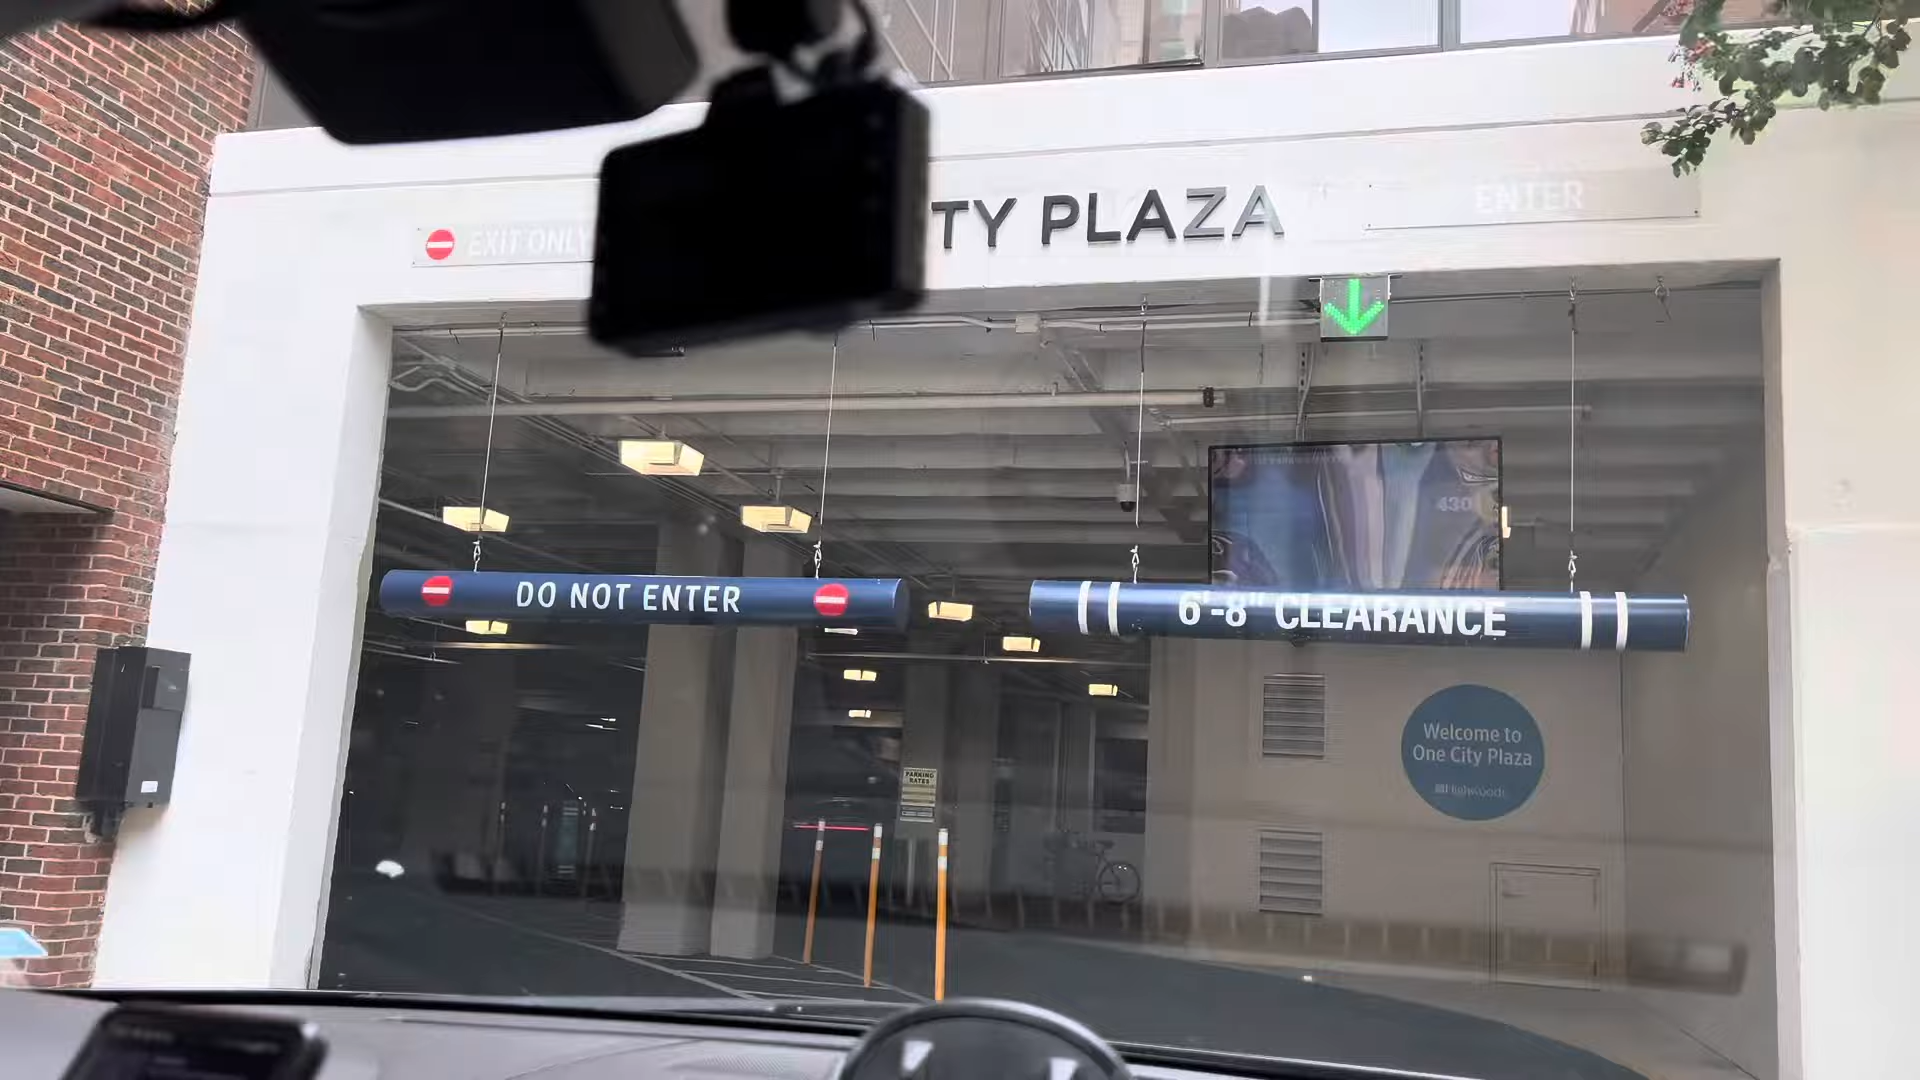 EXIT ONLY
TY PLAZA
ENTER
430
DO NOT ENTER
6'-8" CLEARANCE
Welcome to
One City Plaza
Highwoods
PARKING
RATES